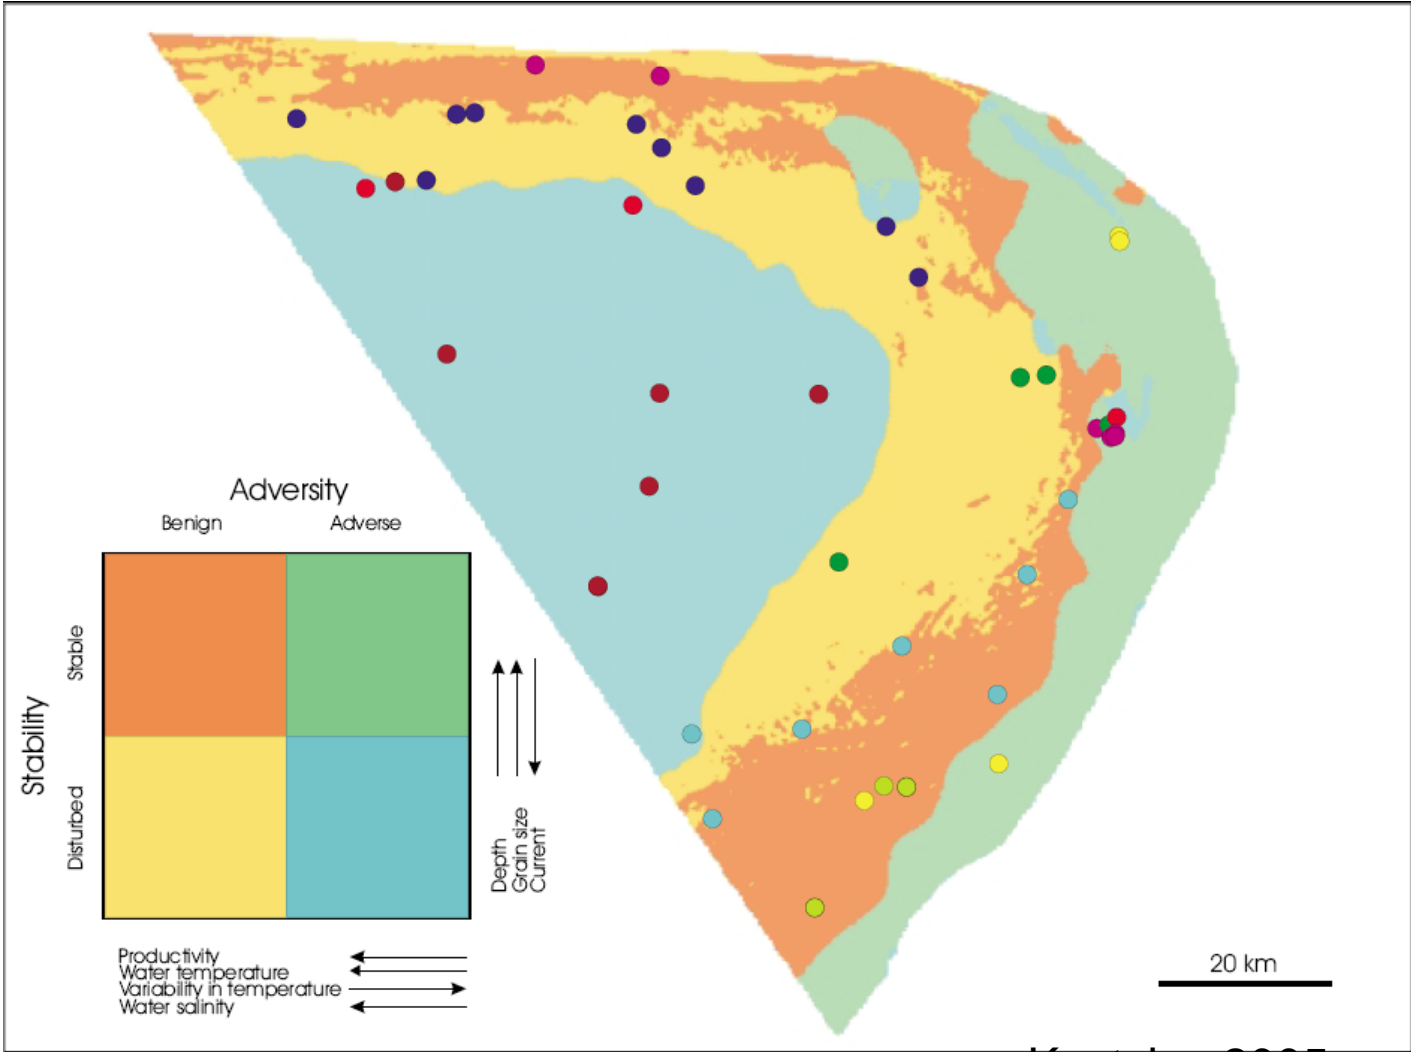 Adversity
Benign
Adverse
Stability
Stable
Disturbed
Depth
Grain size
Current
Productivity
Water temperature
Variability in temperature
Water salinity
20 km